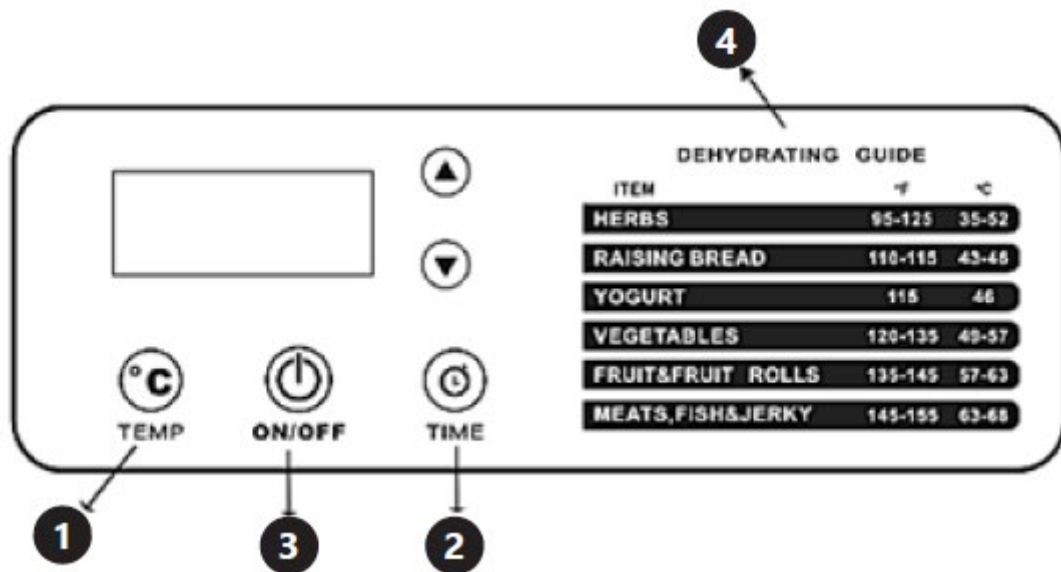 4
DEHYDRATING GUIDE
ITEM °F °C
HERBS 95-125 35-52
RAISING BREAD 110-115 43-46
YOGURT 115 46
VEGETABLES 120-135 49-57
FRUIT&FRUIT ROLLS 135-145 57-63
MEATS,FISH&JERKY 145-155 63-68
°C
TEMP ON/OFF TIME
1 3 2